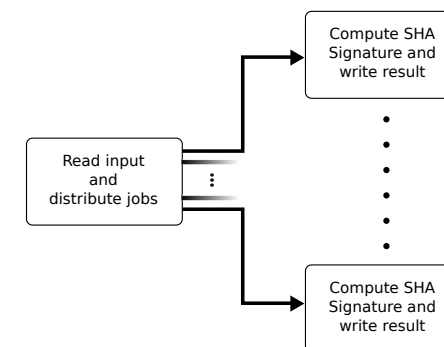 Compute SHA
Signature and
write result
Read input
and
distribute jobs
Compute SHA
Signature and
write result